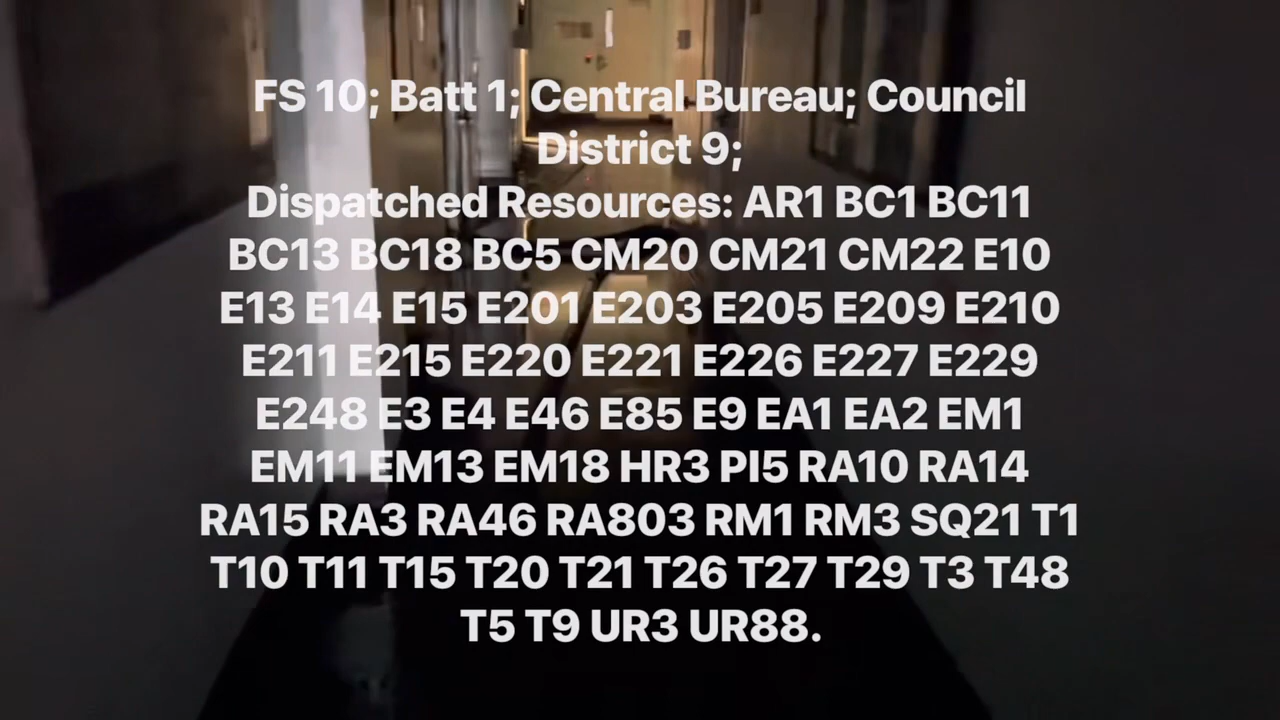 FS 10; Batt 1; Central Bureau; Council
District 9;
Dispatched Resources: AR1 BC1 BC11
BC13 BC18 BC5 CM20 CM21 CM22 E10
E13 E14 E15 E201 E203 E205 E209 E210
E211 E215 E220 E221 E226 E227 E229
E248 E3 E4 E46 E85 E9 EA1 EA2 EM1
EM11 EM13 EM18 HR3 PI5 RA10 RA14
RA15 RA3 RA46 RA803 RM1 RM3 SQ21 T1
T10 T11 T15 T20 T21 T26 T27 T29 T3 T48
T5 T9 UR3 UR88.